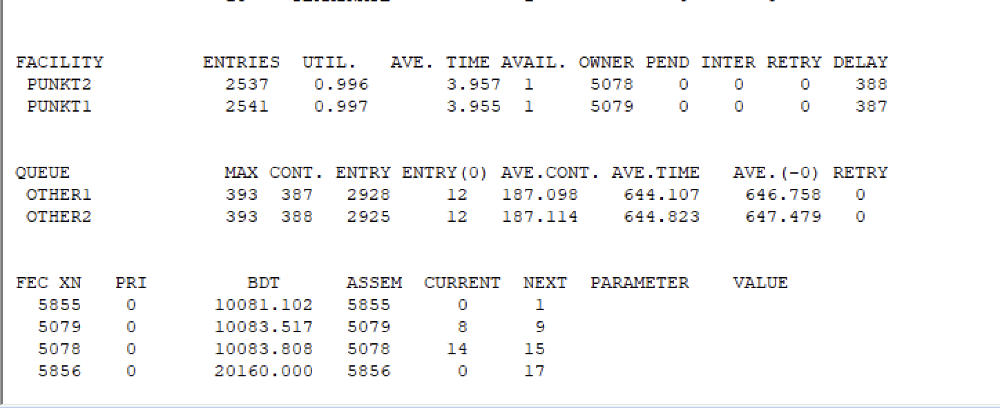 FACILITY ENTRIES UTIL. AVE. TIME AVAIL. OWNER PEND INTER RETRY DELAY
PUNKT2 2537 0.996 3.957 1 5078 0 0 0 388
PUNKT1 2541 0.997 3.955 1 5079 0 0 0 387
QUEUE MAX CONT. ENTRY ENTRY(0) AVE.CONT. AVE.TIME AVE.(-0) RETRY
OTHER1 393 387 2928 12 187.098 644.107 646.758 0
OTHER2 393 388 2925 12 187.114 644.823 647.479 0
FEC XN PRI BDT ASSEM CURRENT NEXT PARAMETER VALUE
5855 0 10081.102 5855 0 1
5079 0 10083.517 5079 8 9
5078 0 10083.808 5078 14 15
5856 0 20160.000 5856 0 17